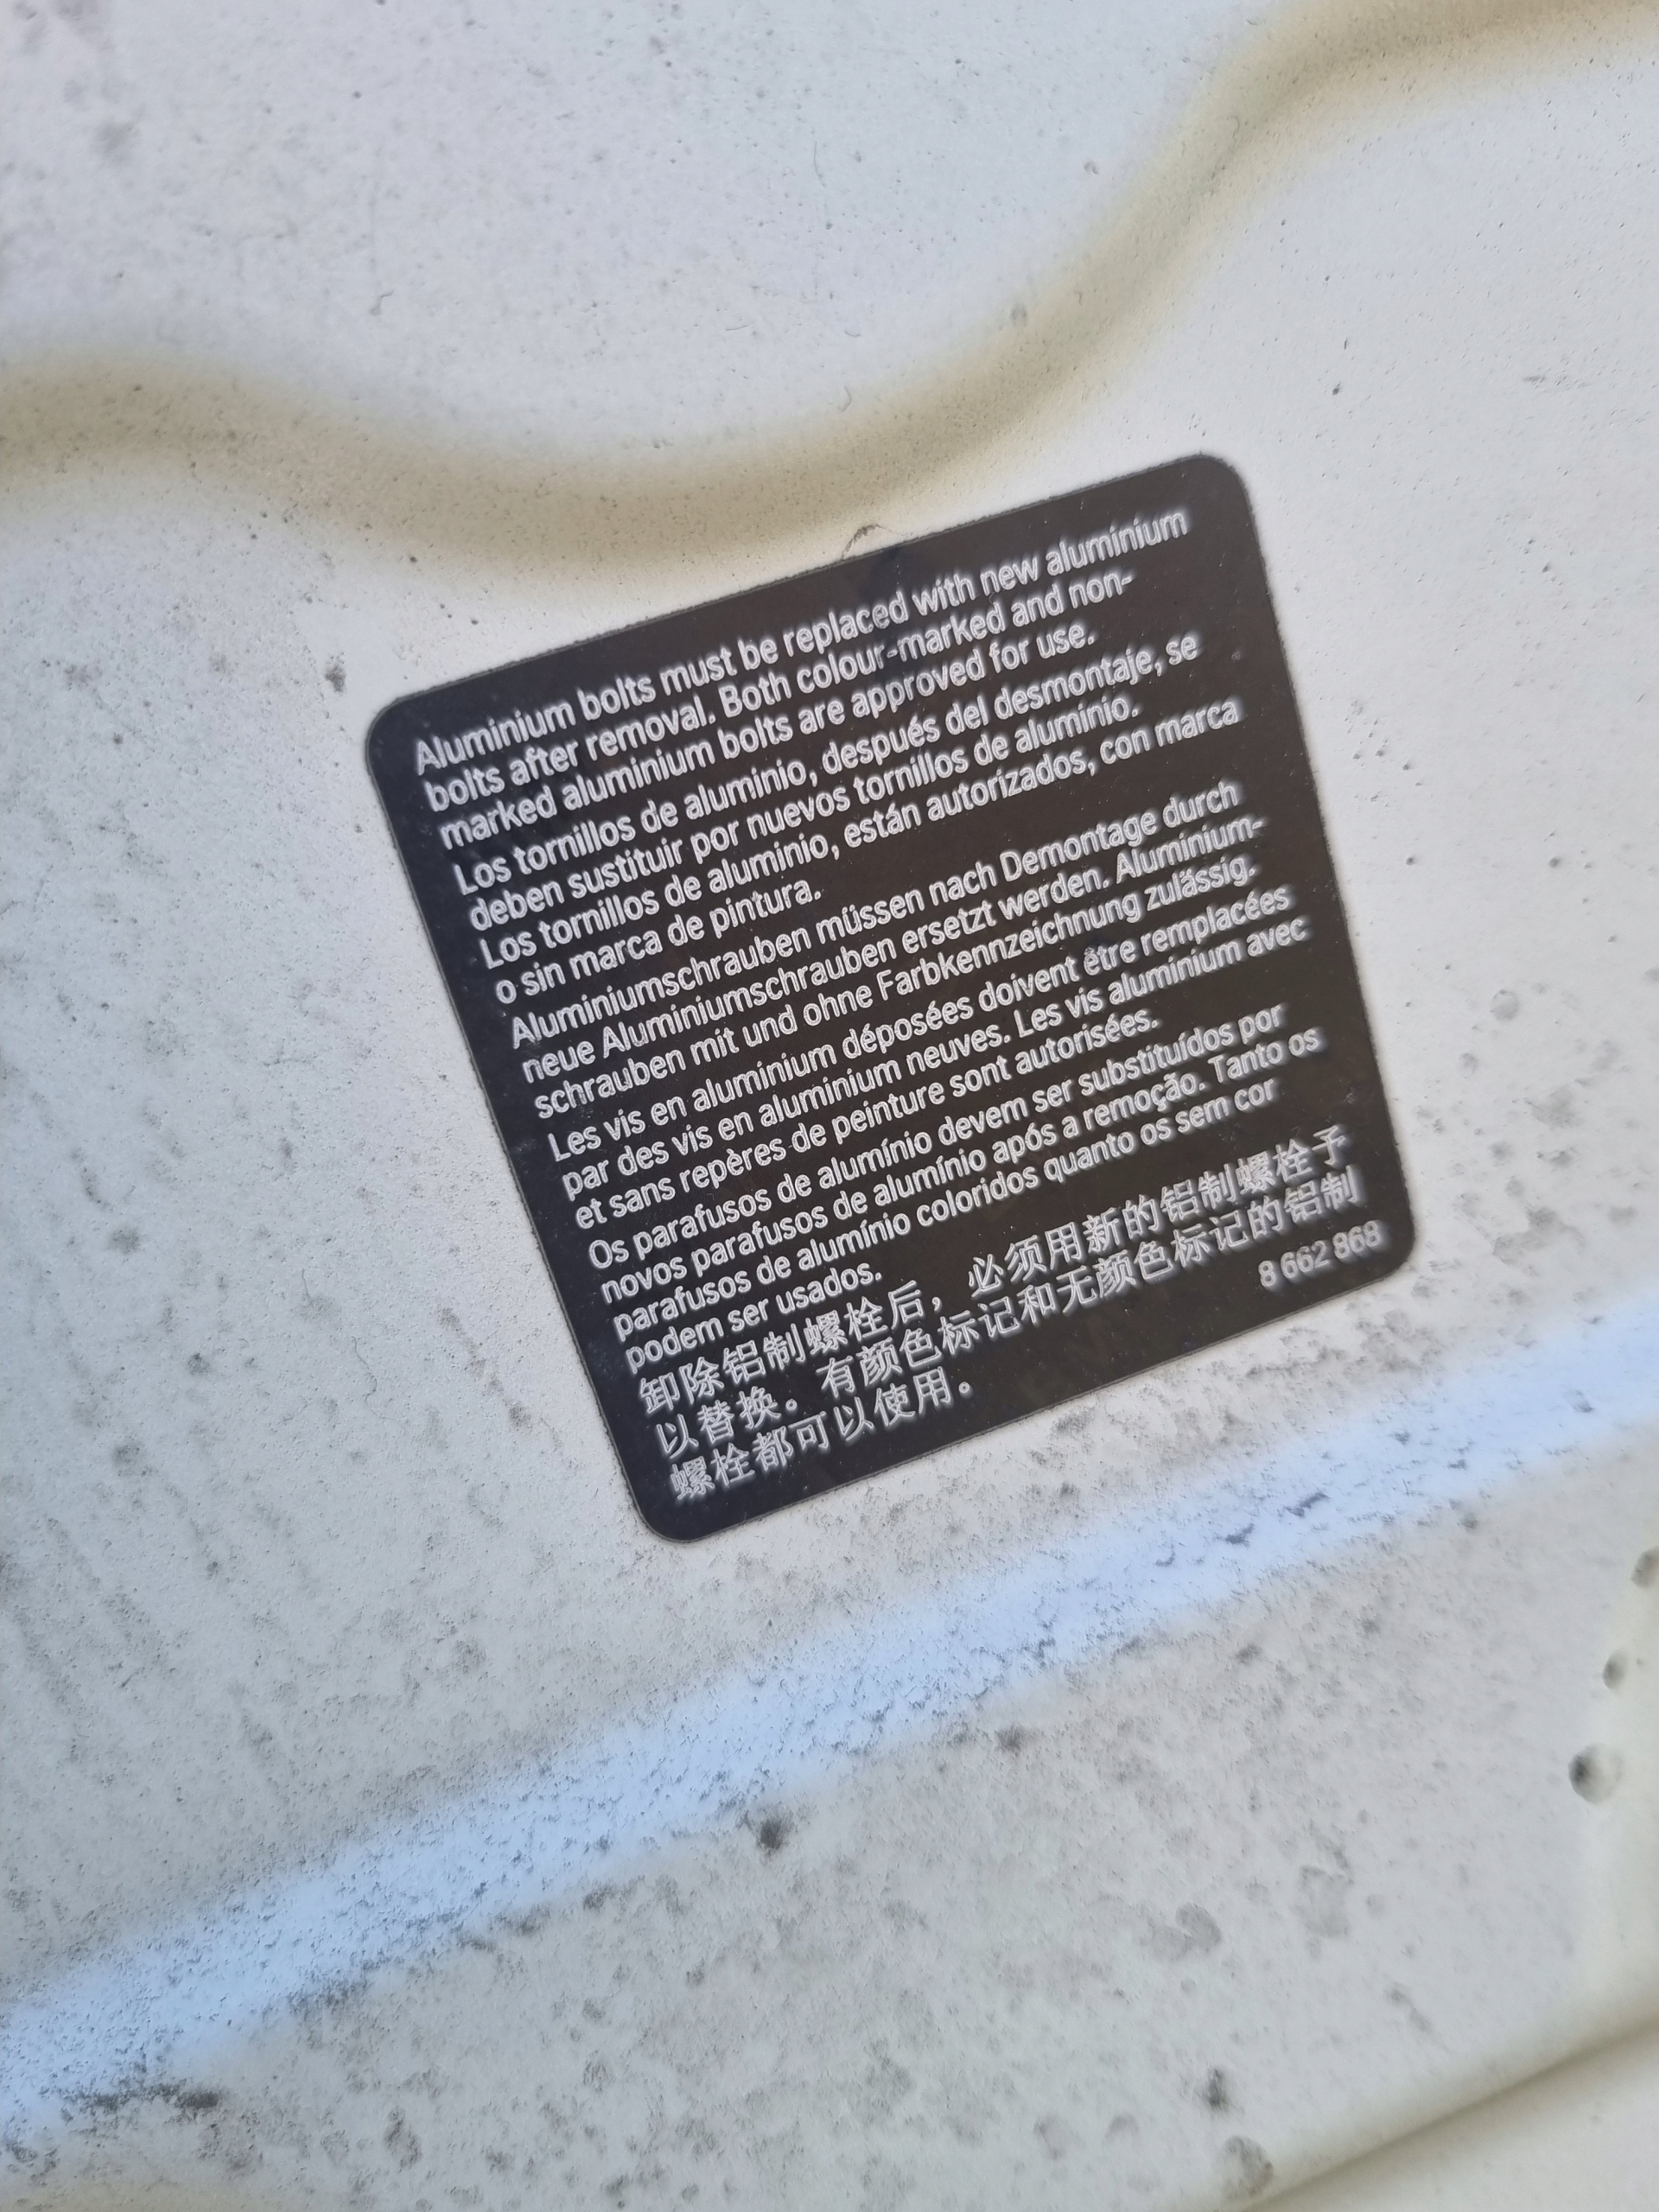 Aluminium bolts must be replaced with new aluminium
bolts after removal. Both colour-marked and non-
marked aluminium bolts are approved for use.
Los tornillos de aluminio, después del desmontaje, se
deben sustituir por nuevos tornillos de aluminio.
Los tornillos de aluminio, están autorizados, con marca
o sin marca de pintura.
Aluminiumschrauben müssen nach Demontage durch
neue Aluminiumschrauben ersetzt werden. Aluminium-
schrauben mit und ohne Farbkennzeichnung zulässig.
Les vis en aluminium déposées doivent être remplacées
par des vis en aluminium neuves. Les vis aluminium avec
et sans repères de peinture sont autorisées.
Os parafusos de alumínio devem ser substituídos por
novos parafusos de alumínio após a remoção. Tanto os
parafusos de alumínio coloridos quanto os sem cor
podem ser usados.
卸除铝制螺栓后，必须用新的铝制螺栓予
以替换。有颜色标记和无颜色标记的铝制
螺栓都可以使用。
8 662 868